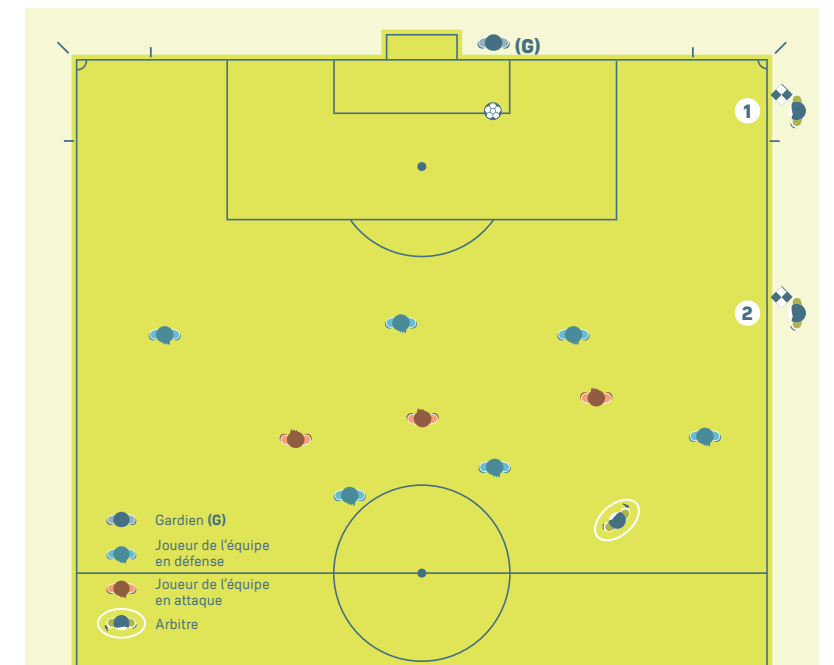 (G)
1
2
Gardien (G)
Joueur de l'équipe
en défense
Joueur de l'équipe
en attaque
Arbitre